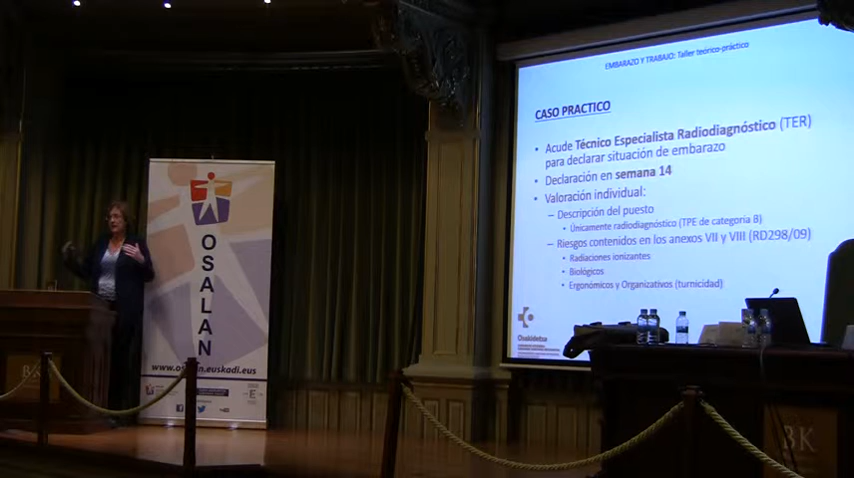 EMBARAZO Y TRABAJO: Taller teórico-práctico
CASO PRACTICO
• Acude Técnico Especialista Radiodiagnóstico (TER)
para declarar situación de embarazo
• Declaración en semana 14
• Valoración individual:
– Descripción del puesto
• Únicamente radiodiagnóstico (TPE de categoría B)
– Riesgos contenidos en los anexos VII y VIII (RD298/09)
• Radiaciones ionizantes
• Biológicos
• Ergonómicos y Organizativos (turnicidad)
Osakidetza
OSALAN
www.osalan.euskadi.eus
BK